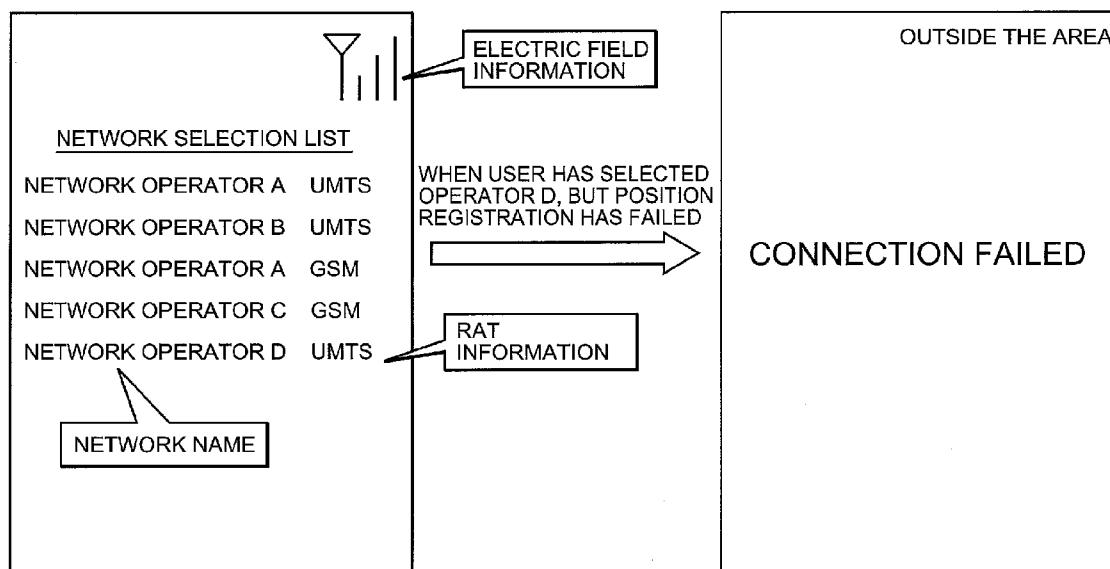 ELECTRIC FIELD
INFORMATION
NETWORK SELECTION LIST
NETWORK OPERATOR A UMTS
NETWORK OPERATOR B UMTS
NETWORK OPERATOR A GSM
NETWORK OPERATOR C GSM
NETWORK OPERATOR D UMTS
RAT
INFORMATION
NETWORK NAME
WHEN USER HAS SELECTED
OPERATOR D, BUT POSITION
REGISTRATION HAS FAILED
OUTSIDE THE AREA
CONNECTION FAILED